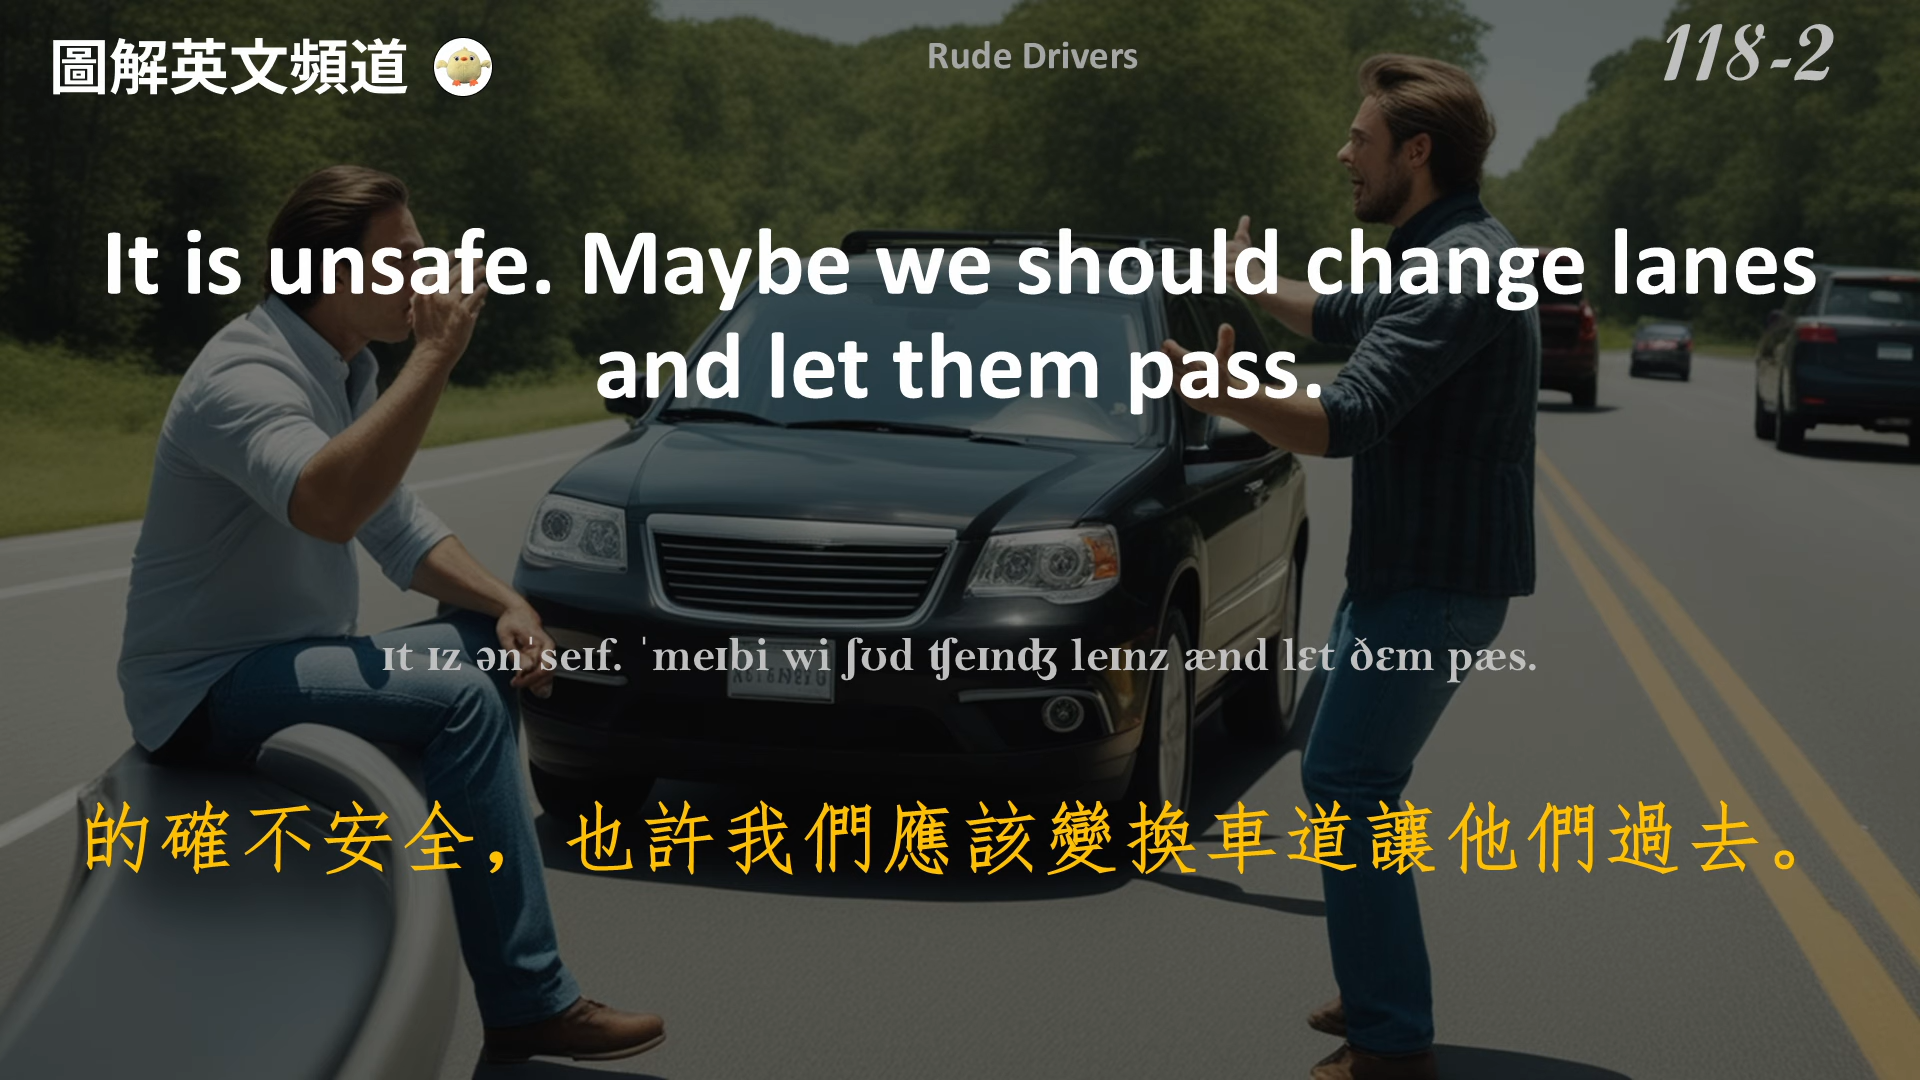 圖解英文頻道
Rude Drivers
118-2
It is unsafe. Maybe we should change lanes
and let them pass.
ɪt ɪz ənˈseɪf. ˈmeɪbi wi ʃʊd ʧeɪnʤ leɪnz ænd lɛt ðɛm pæs.
的確不安全，也許我們應該變換車道讓他們過去。